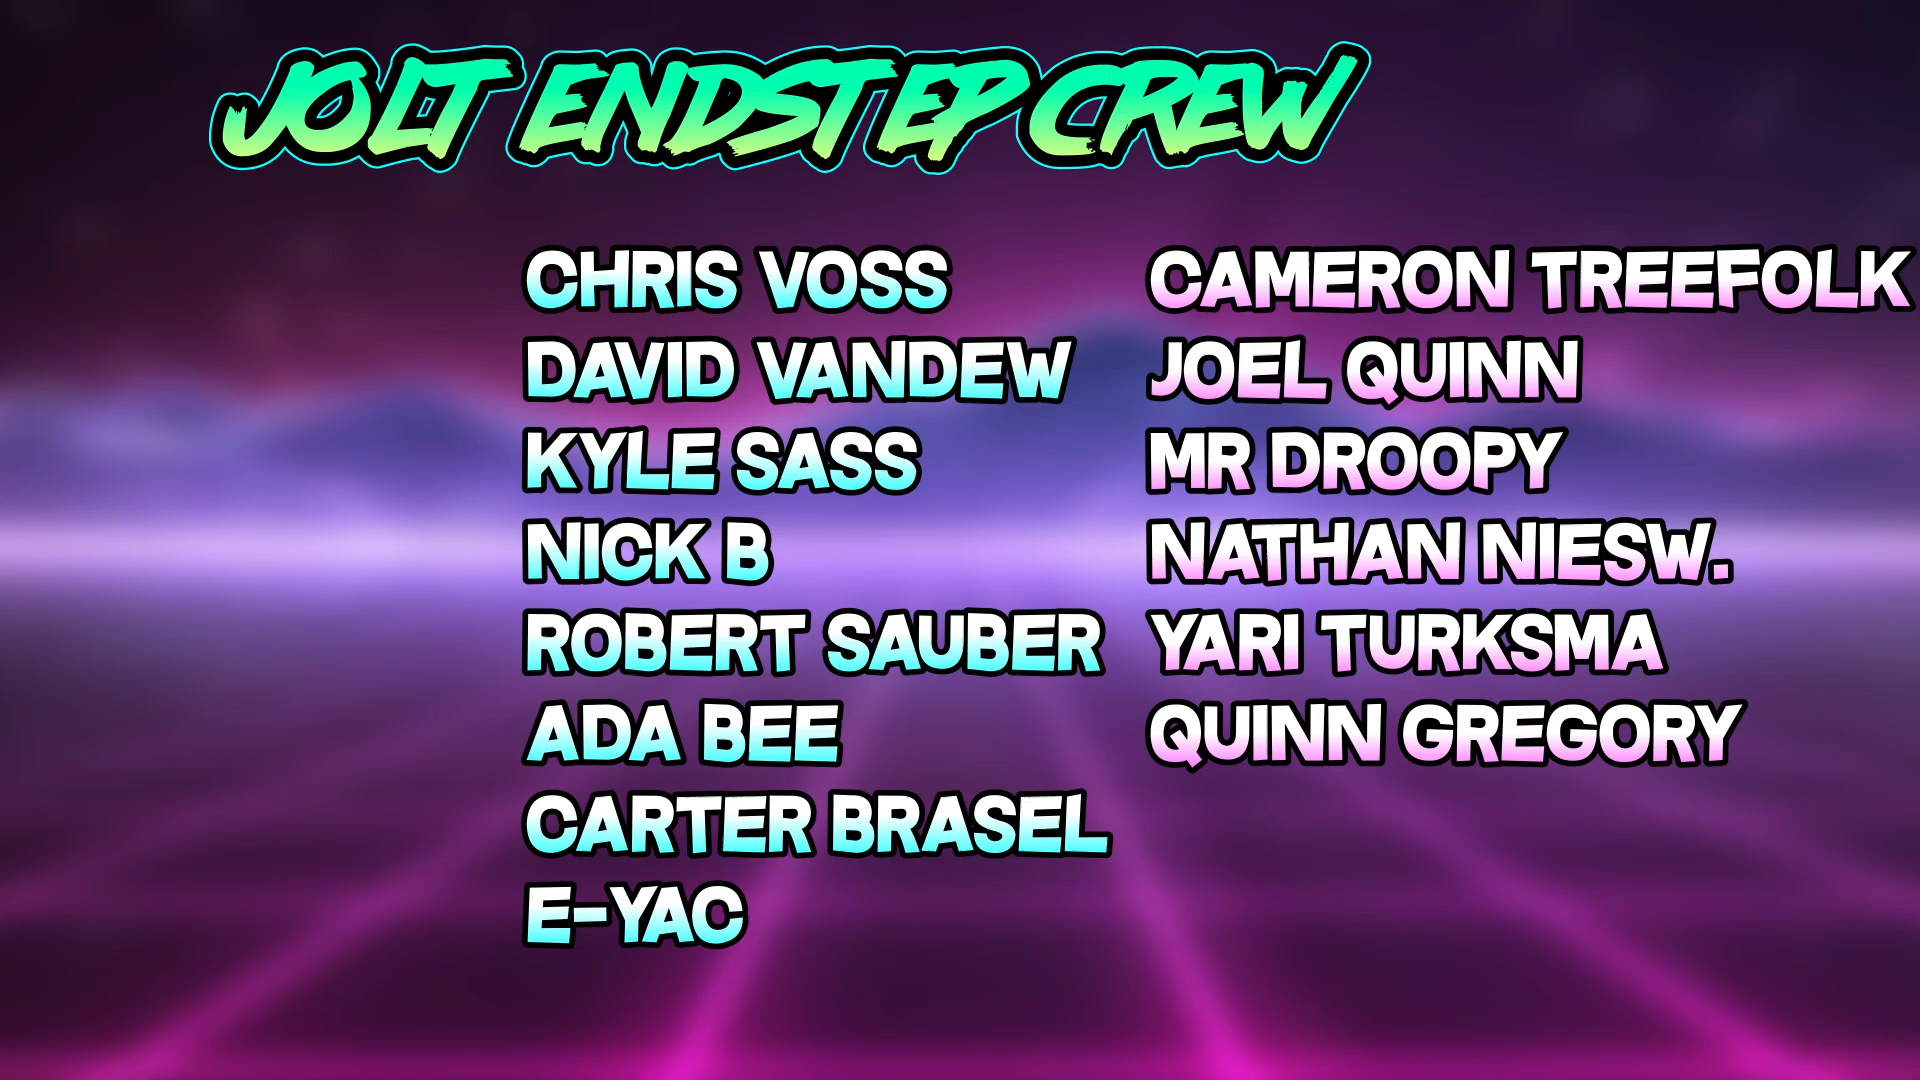 JOLT ENDSTEP CREW
CHRIS VOSS
DAVID VANDEW
KYLE SASS
NICK B
ROBERT SAUBER
ADA BEE
CARTER BRASEL
E-YAC
CAMERON TREEFOLK
JOEL QUINN
MR DROOPY
NATHAN NIESW.
YARI TURKSMA
QUINN GREGORY